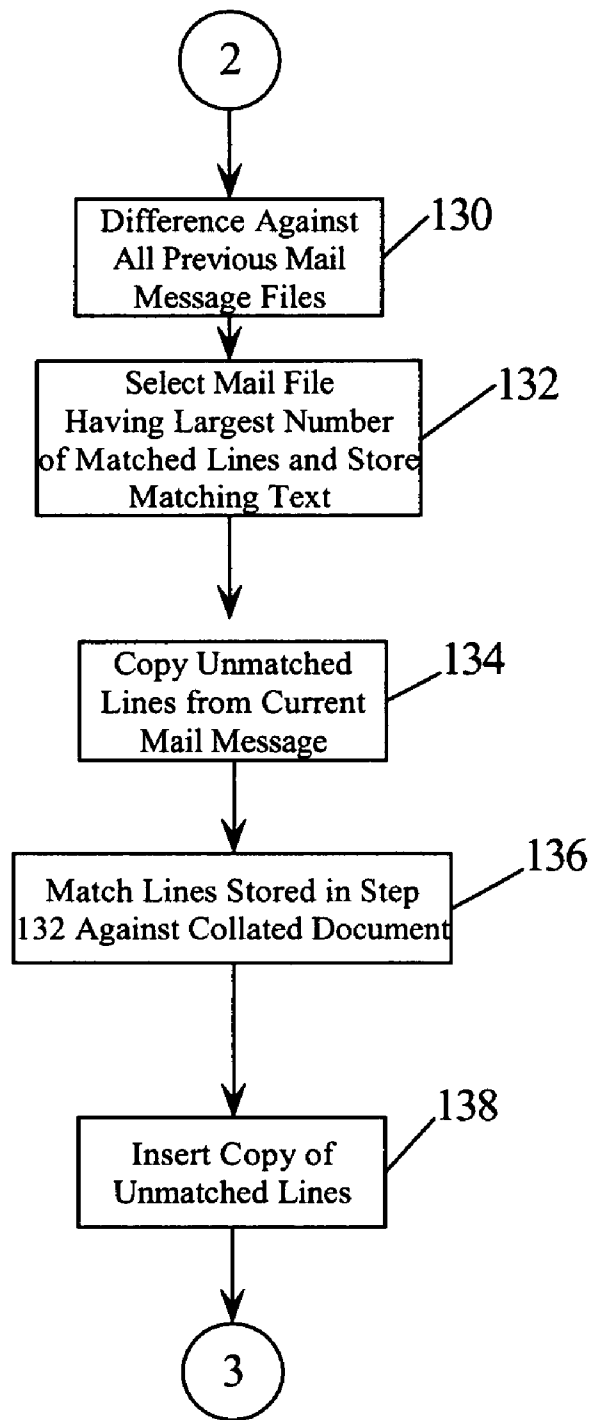 2
Difference Against
All Previous Mail
Message Files
130
Select Mail File
Having Largest Number
of Matched Lines and Store
Matching Text
132
Copy Unmatched
Lines from Current
Mail Message
134
Match Lines Stored in Step
132 Against Collated Document
136
Insert Copy of
Unmatched Lines
138
3